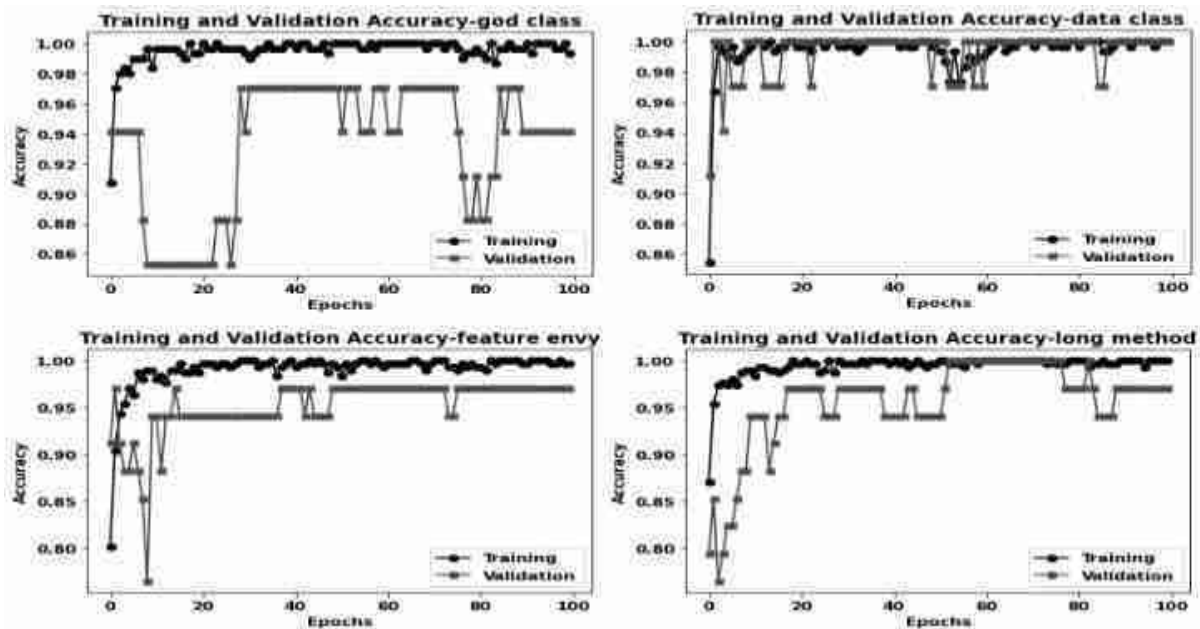 Training and Validation Accuracy-god class
1.00
0.98
0.96
0.94
0.92
0.90
0.88
0.86
Accuracy
Training
Validation
0 20 40 60 80 100
Epochs
Training and Validation Accuracy-data class
1.00
0.98
0.96
0.94
0.92
0.90
0.88
0.86
Accuracy
Training
Validation
0 20 40 60 80 100
Epochs
Training and Validation Accuracy-feature envy
1.00
0.95
0.90
0.85
0.80
Accuracy
Training
Validation
0 20 40 60 80 100
Epochs
Training and Validation Accuracy-long method
1.00
0.95
0.90
0.85
0.80
Accuracy
Training
Validation
0 20 40 60 80 100
Epochs